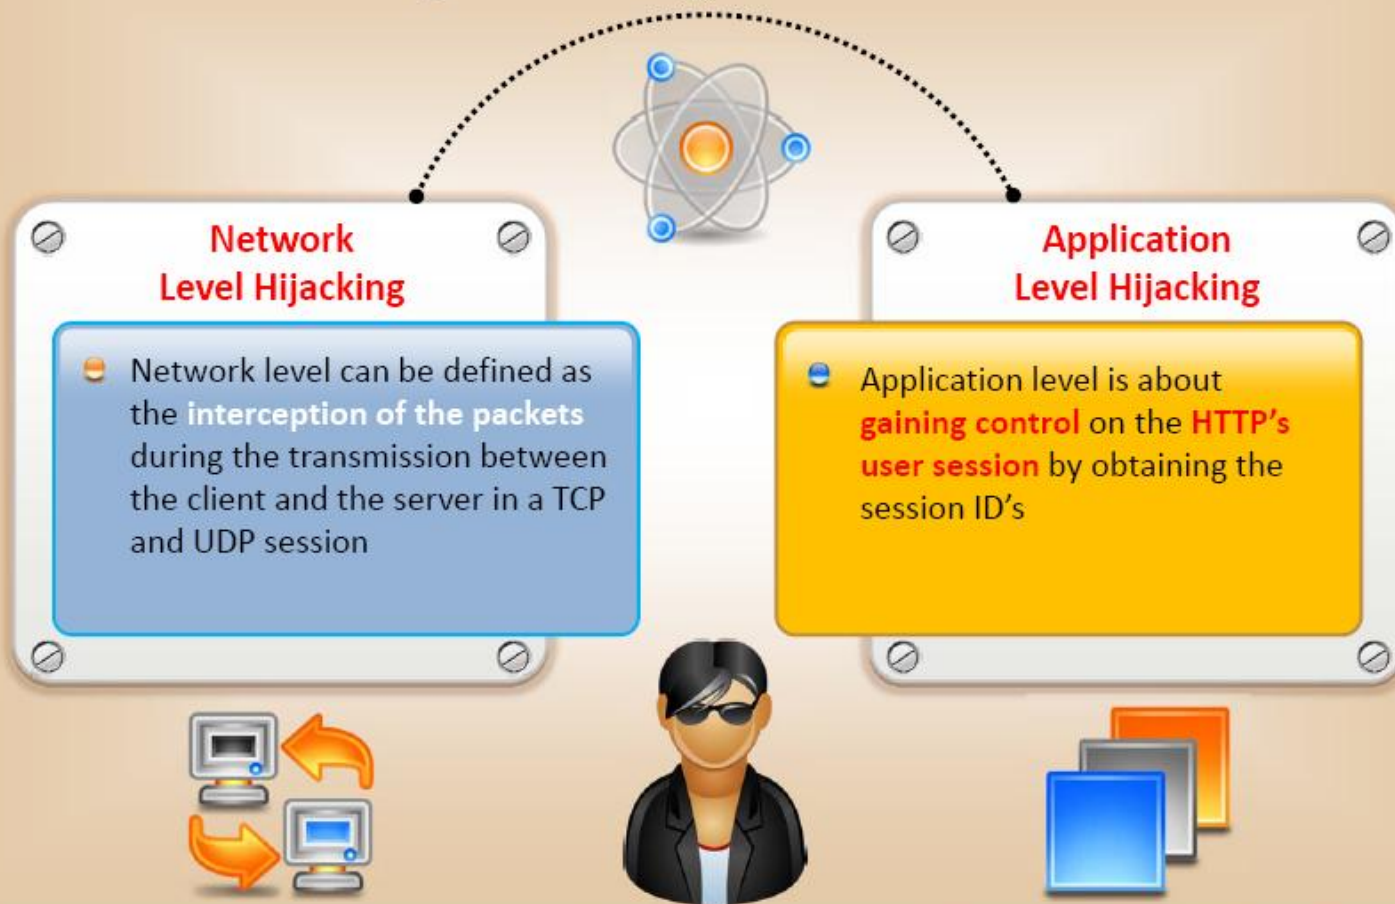 Network
Level Hijacking
Network level can be defined as
the interception of the packets
during the transmission between
the client and the server in a TCP
and UDP session
Application
Level Hijacking
Application level is about
gaining control on the HTTP's
user session by obtaining the
session ID's